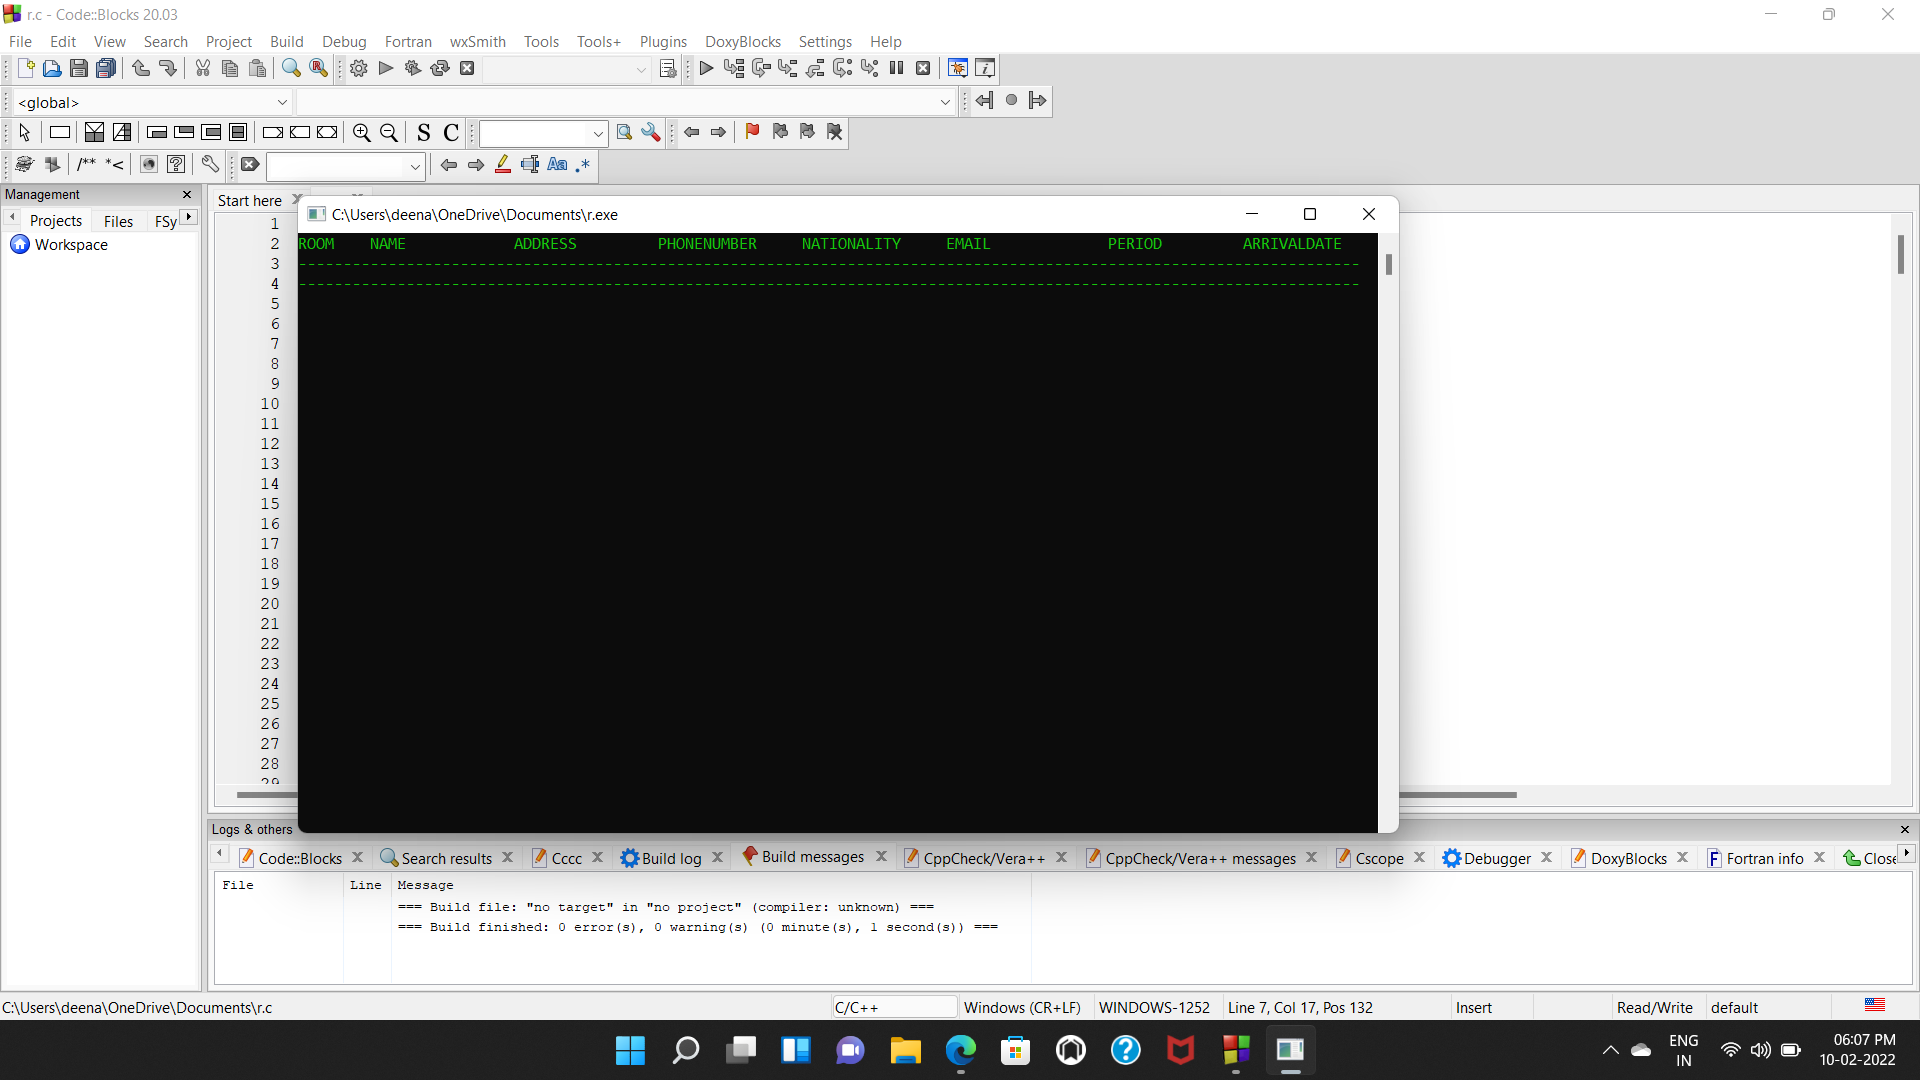 r.c - Code::Blocks 20.03
File Edit View Search Project Build Debug Fortran wxSmith Tools Tools+ Plugins DoxyBlocks Settings Help
<global>
S C
/** *<
Aa .*
Management
Projects Files FSy
Workspace
Start here
C:\Users\deena\OneDrive\Documents\r.exe
ROOM NAME ADDRESS PHONENUMBER NATIONALITY EMAIL PERIOD ARRIVALDATE
----------------------------------------------------------------------------------------------------------------------
----------------------------------------------------------------------------------------------------------------------
1
2
3
4
5
6
7
8
9
10
11
12
13
14
15
16
17
18
19
20
21
22
23
24
25
26
27
28
29
Logs & others
Code::Blocks Search results Cccc Build log Build messages CppCheck/Vera++ CppCheck/Vera++ messages Cscope Debugger DoxyBlocks Fortran info Close
File Line Message
=== Build file: "no target" in "no project" (compiler: unknown) ===
=== Build finished: 0 error(s), 0 warning(s) (0 minute(s), 1 second(s)) ===
C:\Users\deena\OneDrive\Documents\r.c C/C++ Windows (CR+LF) WINDOWS-1252 Line 7, Col 17, Pos 132 Insert Read/Write default
ENG
IN
06:07 PM
10-02-2022